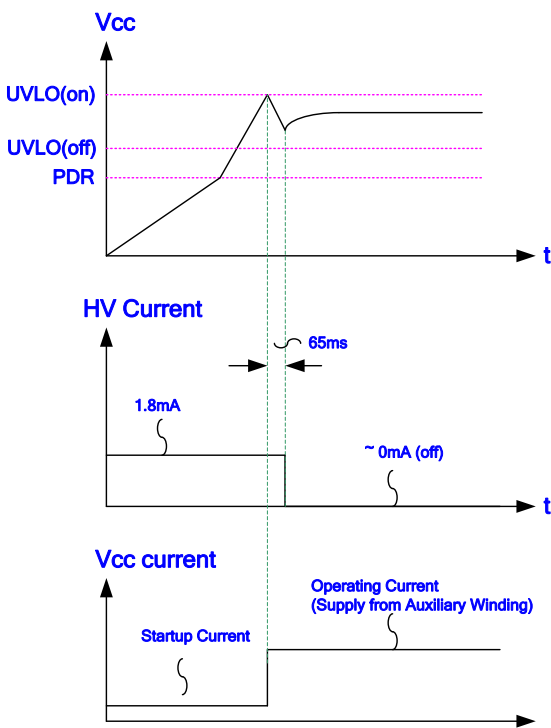 Vcc
UVLO(on)
UVLO(off)
PDR
t
HV Current
65ms
1.8mA
~ 0mA (off)
t
Vcc current
Operating Current
(Supply from Auxiliary Winding)
Startup Current